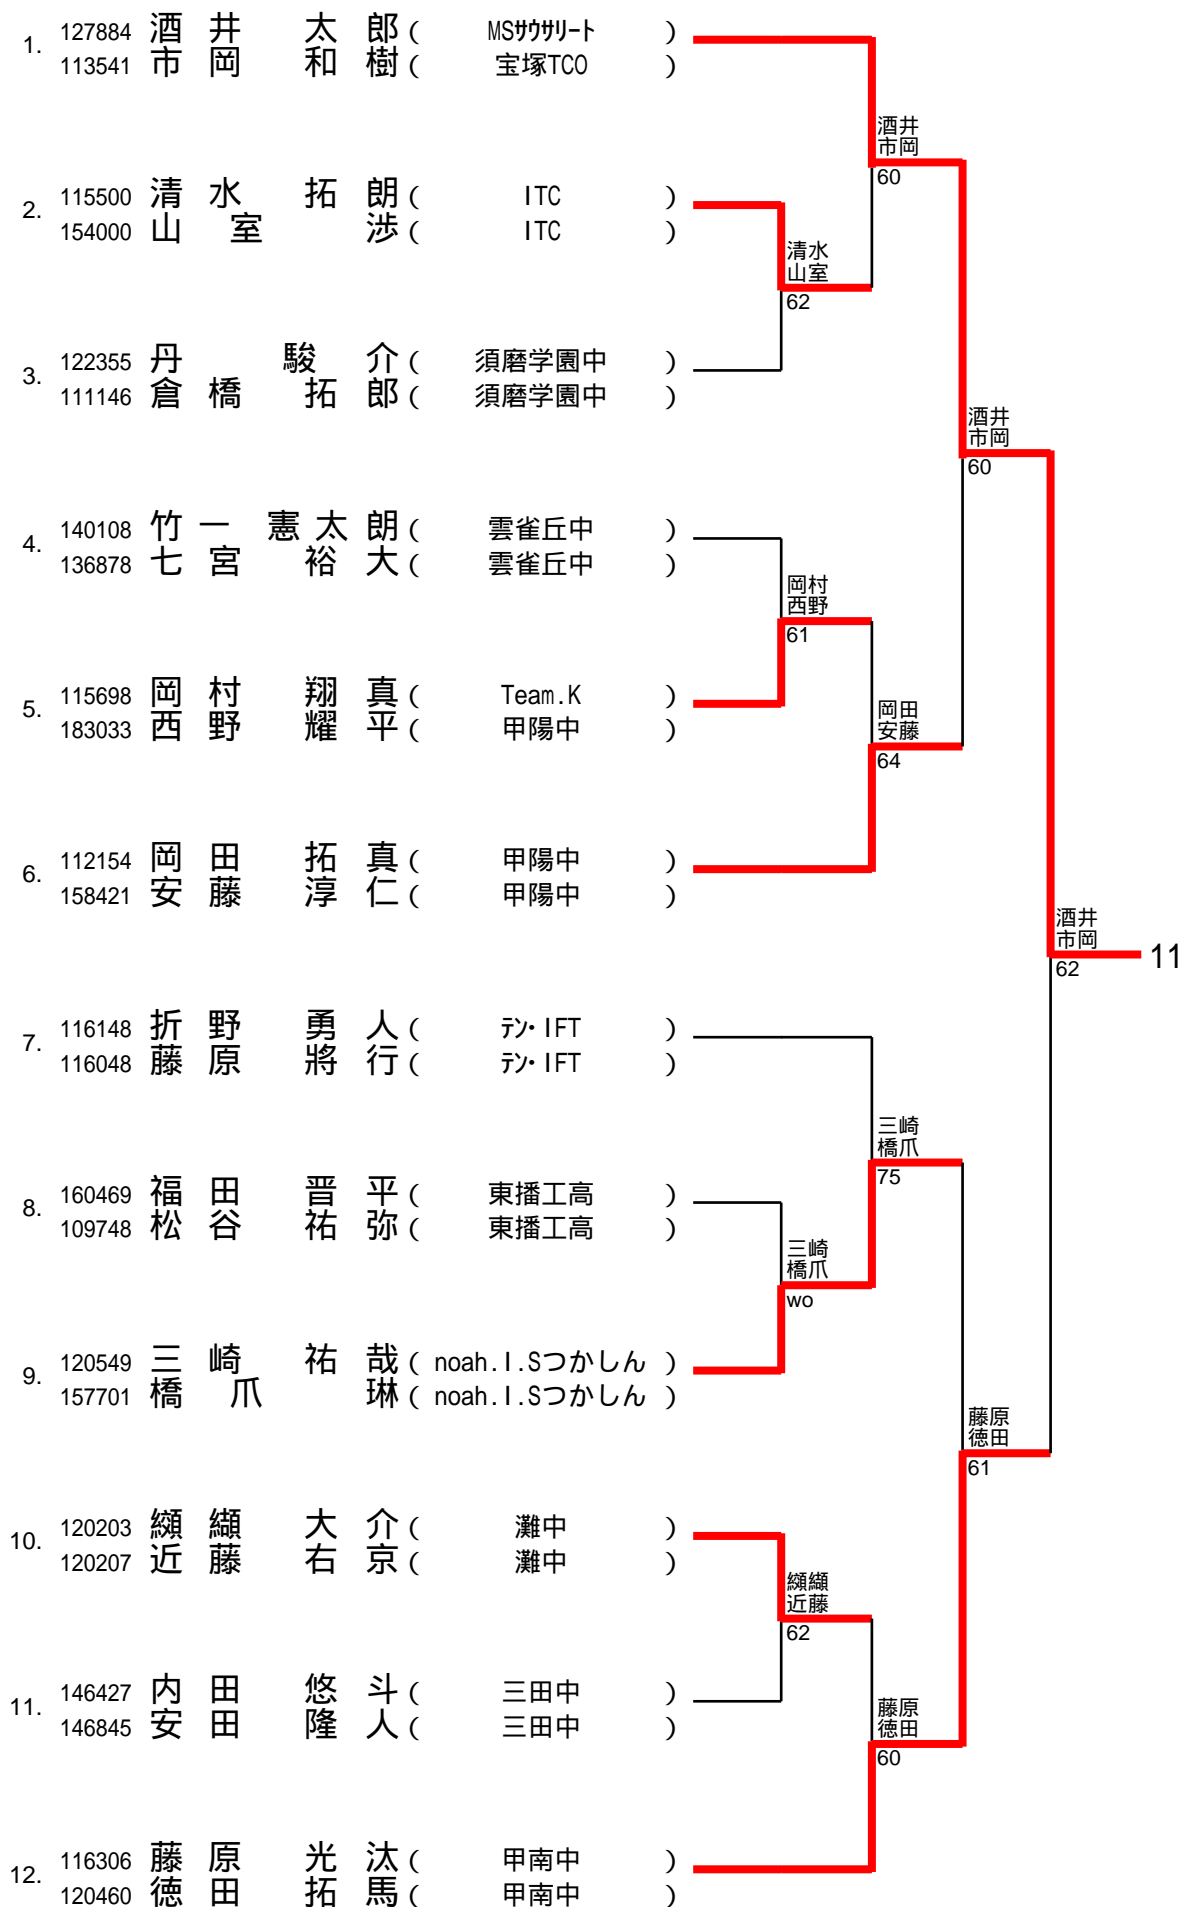 1. 127884 酒井 太郎 ( MSサウサリート )
113541 市岡 和樹 ( 宝塚TCO )
酒井
市岡
60
2. 115500 清水 拓朗 ( ITC )
154000 山室 渉 ( ITC )
清水
山室
62
3. 122355 丹 駿介 ( 須磨学園中 )
111146 倉橋 拓郎 ( 須磨学園中 )
酒井
市岡
60
4. 140108 竹一 憲太朗 ( 雲雀丘中 )
136878 七宮 裕大 ( 雲雀丘中 )
岡村
西野
61
5. 115698 岡村 翔真 ( Team.K )
183033 西野 耀平 ( 甲陽中 )
岡田
安藤
64
6. 112154 岡田 拓真 ( 甲陽中 )
158421 安藤 淳仁 ( 甲陽中 )
酒井
市岡
62
11
7. 116148 折野 勇人 ( テン・IFT )
116048 藤原 將行 ( テン・IFT )
三崎
橋爪
75
8. 160469 福田 晋平 ( 東播工高 )
109748 松谷 祐弥 ( 東播工高 )
三崎
橋爪
wo
9. 120549 三崎 祐哉 ( noah.I.Sつかしん )
157701 橋爪 琳 ( noah.I.Sつかしん )
藤原
徳田
61
10. 120203 纐纈 大介 ( 灘中 )
120207 近藤 右京 ( 灘中 )
纐纈
近藤
62
11. 146427 内田 悠斗 ( 三田中 )
146845 安田 隆人 ( 三田中 )
藤原
徳田
60
12. 116306 藤原 光汰 ( 甲南中 )
120460 徳田 拓馬 ( 甲南中 )